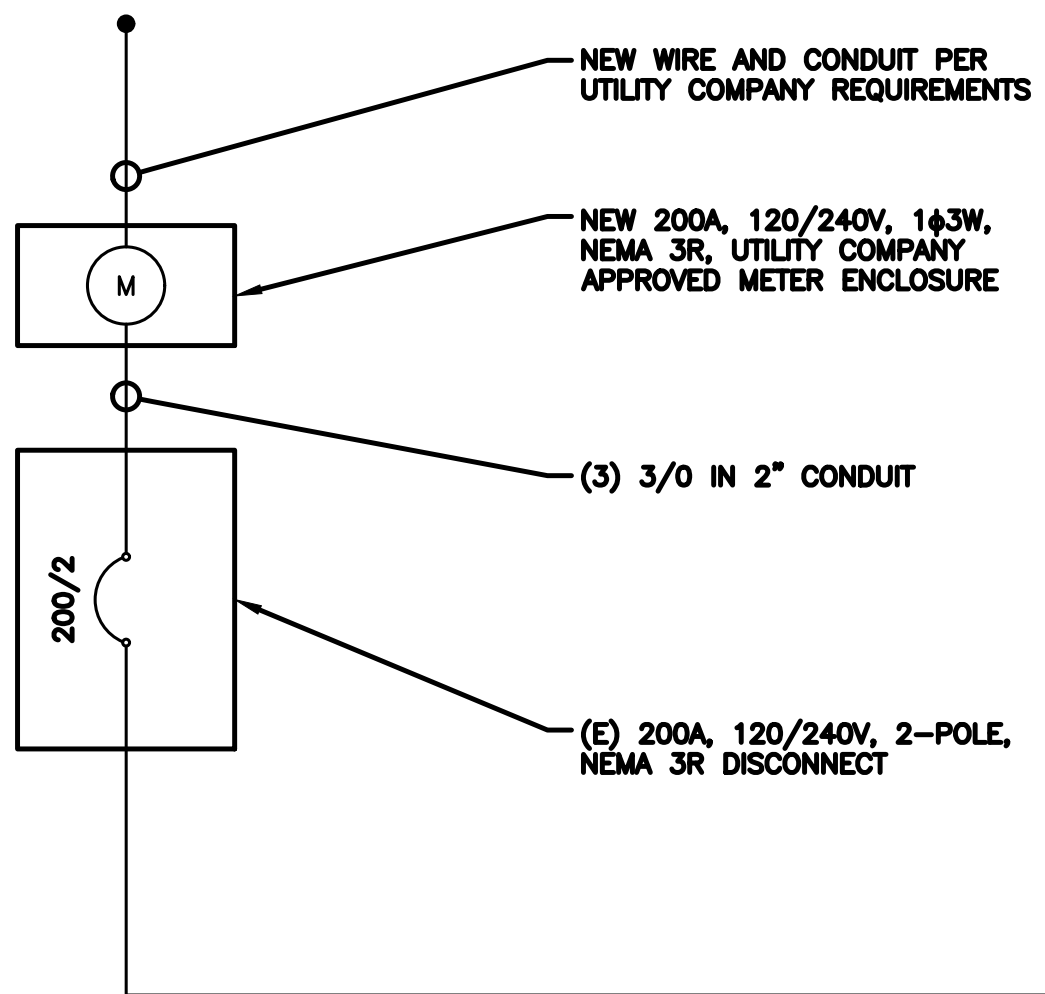 NEW WIRE AND CONDUIT PER
UTILITY COMPANY REQUIREMENTS
NEW 200A, 120/240V, 1ϕ3W,
NEMA 3R, UTILITY COMPANY
APPROVED METER ENCLOSURE
M
(3) 3/0 IN 2" CONDUIT
200/2
(E) 200A, 120/240V, 2-POLE,
NEMA 3R DISCONNECT